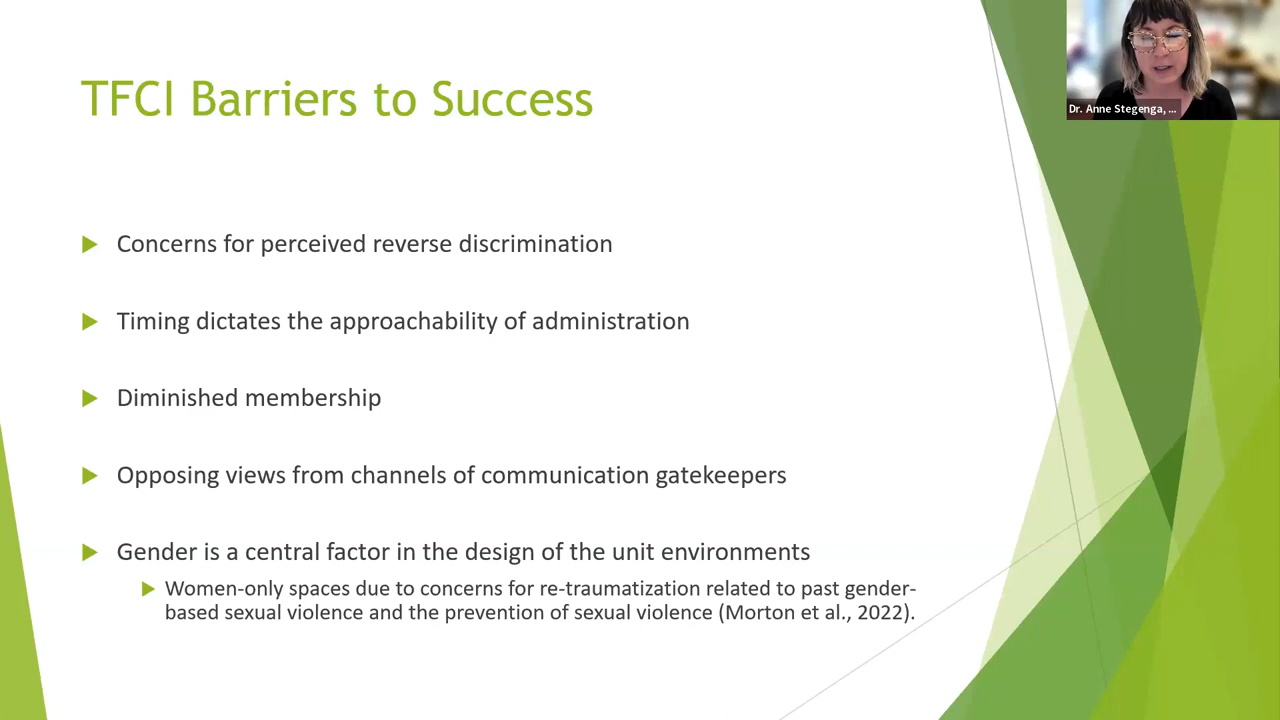 TFCI Barriers to Success
Concerns for perceived reverse discrimination
Timing dictates the approachability of administration
Diminished membership
Opposing views from channels of communication gatekeepers
Gender is a central factor in the design of the unit environments
Women-only spaces due to concerns for re-traumatization related to past gender-
based sexual violence and the prevention of sexual violence (Morton et al., 2022).
Dr. Anne Stegenga, ...